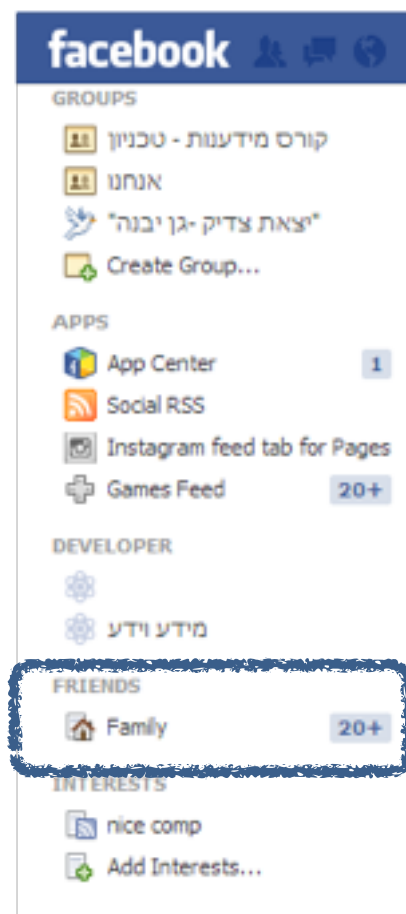 facebook
GROUPS
קורס מידענות - טכניון
אנחנו
"יצאת צדיק -גן יבנה"
Create Group...
APPS
App Center 1
Social RSS
Instagram feed tab for Pages
Games Feed 20+
DEVELOPER
מידע וידע
FRIENDS
Family 20+
INTERESTS
nice comp
Add Interests...